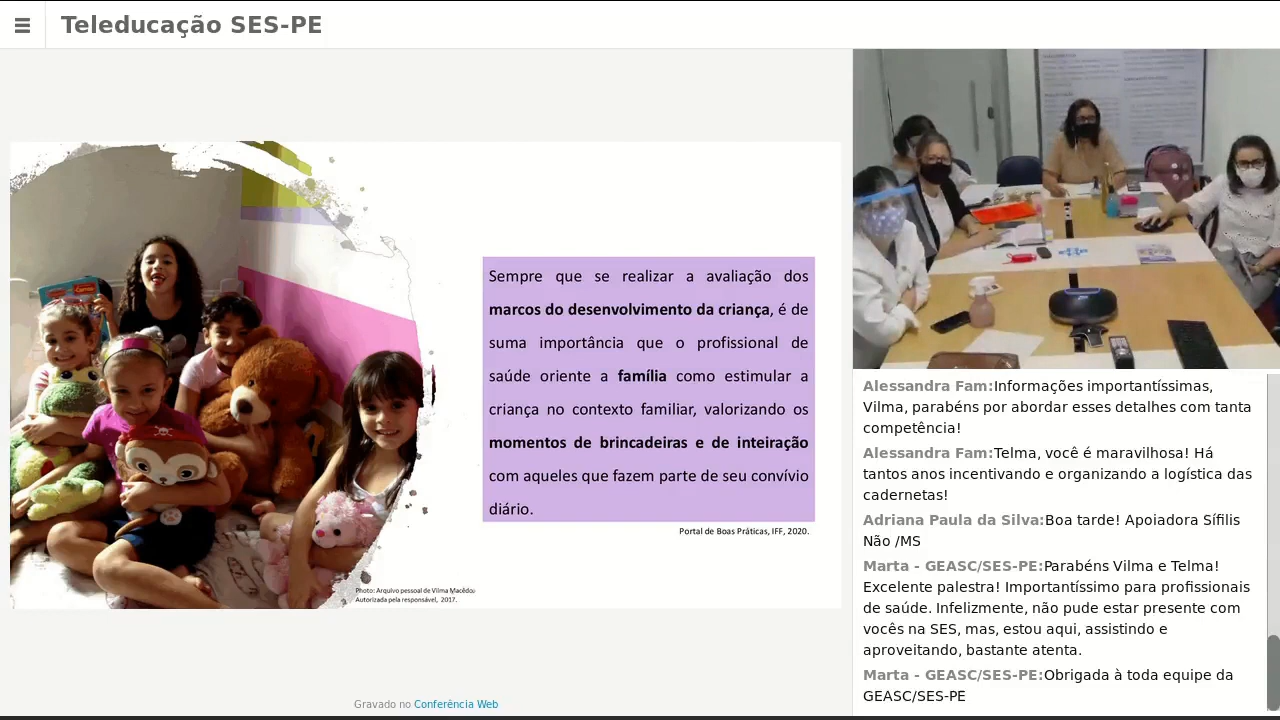 Teleducação SES-PE
Sempre que se realizar a avaliação dos
marcos do desenvolvimento da criança, é de
suma importância que o profissional de
saúde oriente a família como estimular a
criança no contexto familiar, valorizando os
momentos de brincadeiras e de inteiração
com aqueles que fazem parte de seu convívio
diário.
Portal de Boas Práticas, IFF, 2020.
Photo: Arquivo pessoal de Vilma Macêdo;
Autorizada pela responsável, 2017.
Gravado no Conferência Web
Alessandra Fam:Informações importantíssimas,
Vilma, parabéns por abordar esses detalhes com tanta
competência!
Alessandra Fam:Telma, você é maravilhosa! Há
tantos anos incentivando e organizando a logística das
cadernetas!
Adriana Paula da Silva:Boa tarde! Apoiadora Sífilis
Não /MS
Marta - GEASC/SES-PE:Parabéns Vilma e Telma!
Excelente palestra! Importantíssimo para profissionais
de saúde. Infelizmente, não pude estar presente com
vocês na SES, mas, estou aqui, assistindo e
aproveitando, bastante atenta.
Marta - GEASC/SES-PE:Obrigada à toda equipe da
GEASC/SES-PE